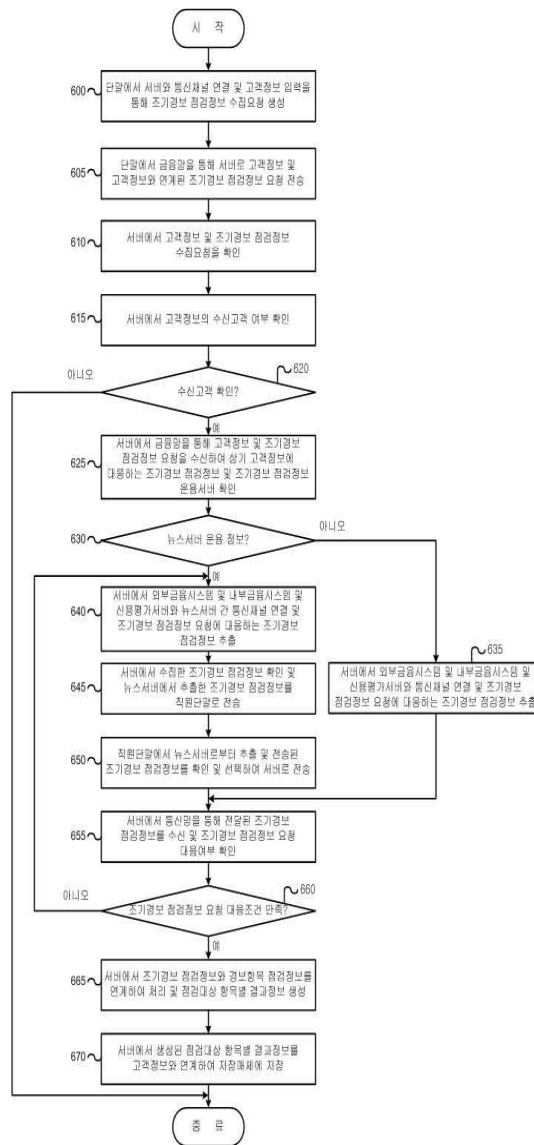 시 작
600
단말에서 서버와 통신채널 연결 및 고객정보 입력을
통해 조기경보 점검정보 수집요청 생성
605
단말에서 금융망을 통해 서버로 고객정보 및
고객정보와 연계된 조기경보 점검정보 요청 전송
610
서버에서 고객정보 및 조기경보 점검정보
수집요청을 확인
615
서버에서 고객정보의 수신고객 여부 확인
620
아니오
수신고객 확인?
예
625
서버에서 금융망을 통해 고객정보 및 조기경보
점검정보 요청을 수신하여 상기 고객정보에
대응하는 조기경보 점검정보 및 조기경보 점검정보
운용서버 확인
630
뉴스서버 운용 정보?
아니오
예
640
서버에서 외부금융시스템 및 내부금융시스템 및
신용평가서버와 뉴스서버 간 통신채널 연결 및
조기경보 점검정보 요청에 대응하는 조기경보
점검정보 추출
635
서버에서 외부금융시스템 및 내부금융시스템 및
신용평가서버와 통신채널 연결 및 조기경보
점검정보 요청에 대응하는 조기경보 점검정보 추출
645
서버에서 수집한 조기경보 점검정보 확인 및
뉴스서버에서 추출한 조기경보 점검정보를
직원단말로 전송
650
직원단말에서 뉴스서버로부터 추출 및 전송된
조기경보 점검정보를 확인 및 선택하여 서버로 전송
655
서버에서 통신망을 통해 전달된 조기경보
점검정보를 수신 및 조기경보 점검정보 요청
대응여부 확인
660
아니오
조기경보 점검정보 요청 대응조건 만족?
예
665
서버에서 조기경보 점검정보와 경보항목 점검정보를
연계하여 처리 및 점검대상 항목별 결과정보 생성
670
서버에서 생성된 점검대상 항목별 결과정보를
고객정보와 연계하여 저장매체에 저장
종 료